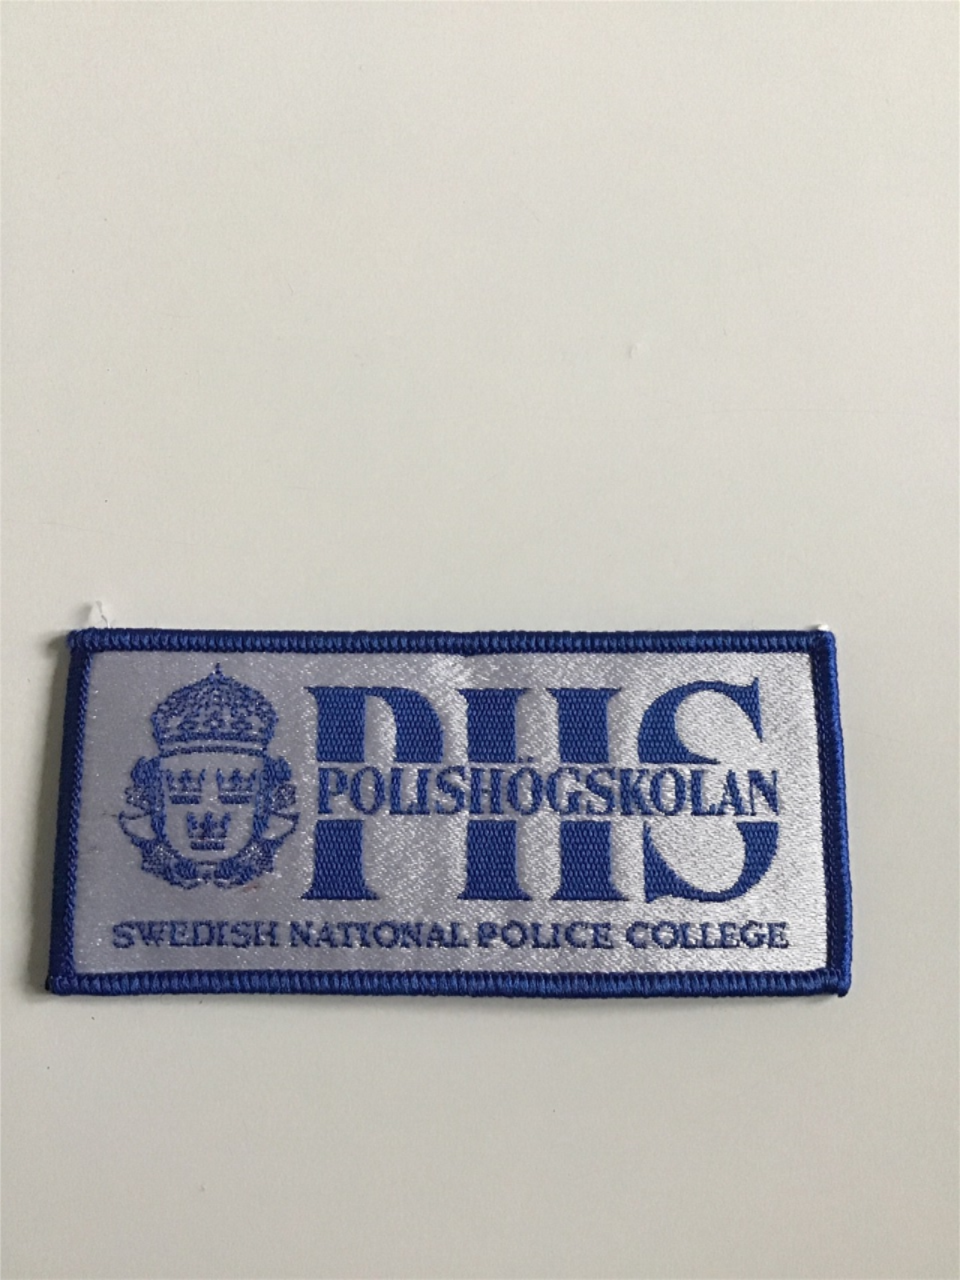 PHS
POLISHÖGSKOLAN
SWEDISH NATIONAL POLICE COLLEGE